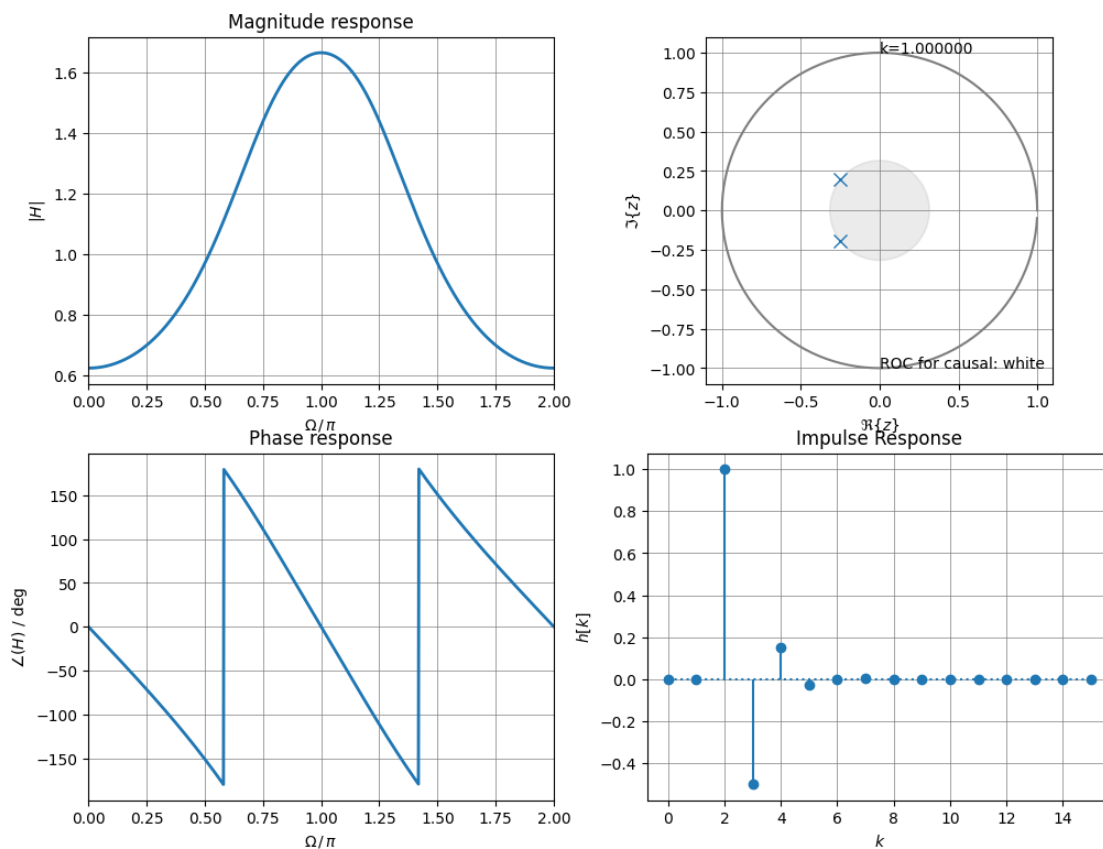 Magnitude response
1.6
1.4
1.2
1.0
0.8
0.6
|H|
0.00 0.25 0.50 0.75 1.00 1.25 1.50 1.75 2.00
Ω/π
k=1.000000
1.00
0.75
0.50
0.25
0.00
−0.25
−0.50
−0.75
−1.00
ℑ{z}
ROC for causal: white
−1.0 −0.5 0.0 0.5 1.0
ℜ{z}
Phase response
150
100
50
0
−50
−100
−150
∠(H) / deg
0.00 0.25 0.50 0.75 1.00 1.25 1.50 1.75 2.00
Ω/π
Impulse Response
1.0
0.8
0.6
0.4
0.2
0.0
−0.2
−0.4
h[k]
0 2 4 6 8 10 12 14
k